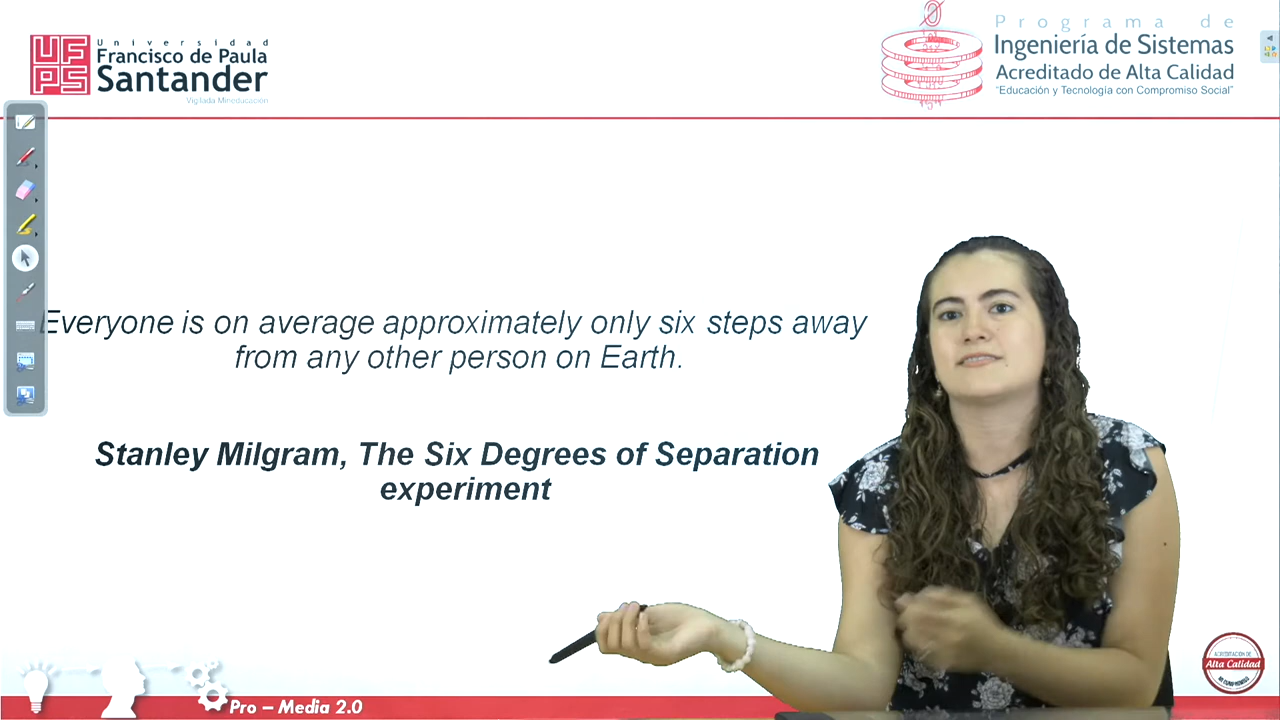 UFPS
Universidad
Francisco de Paula
Santander
Vigilada Mineducación
Programa de
Ingeniería de Sistemas
Acreditado de Alta Calidad
"Educación y Tecnología con Compromiso Social"
Everyone is on average approximately only six steps away
from any other person on Earth.
Stanley Milgram, The Six Degrees of Separation
experiment
ACREDITACIÓN DE
Alta Calidad
Pro – Media 2.0